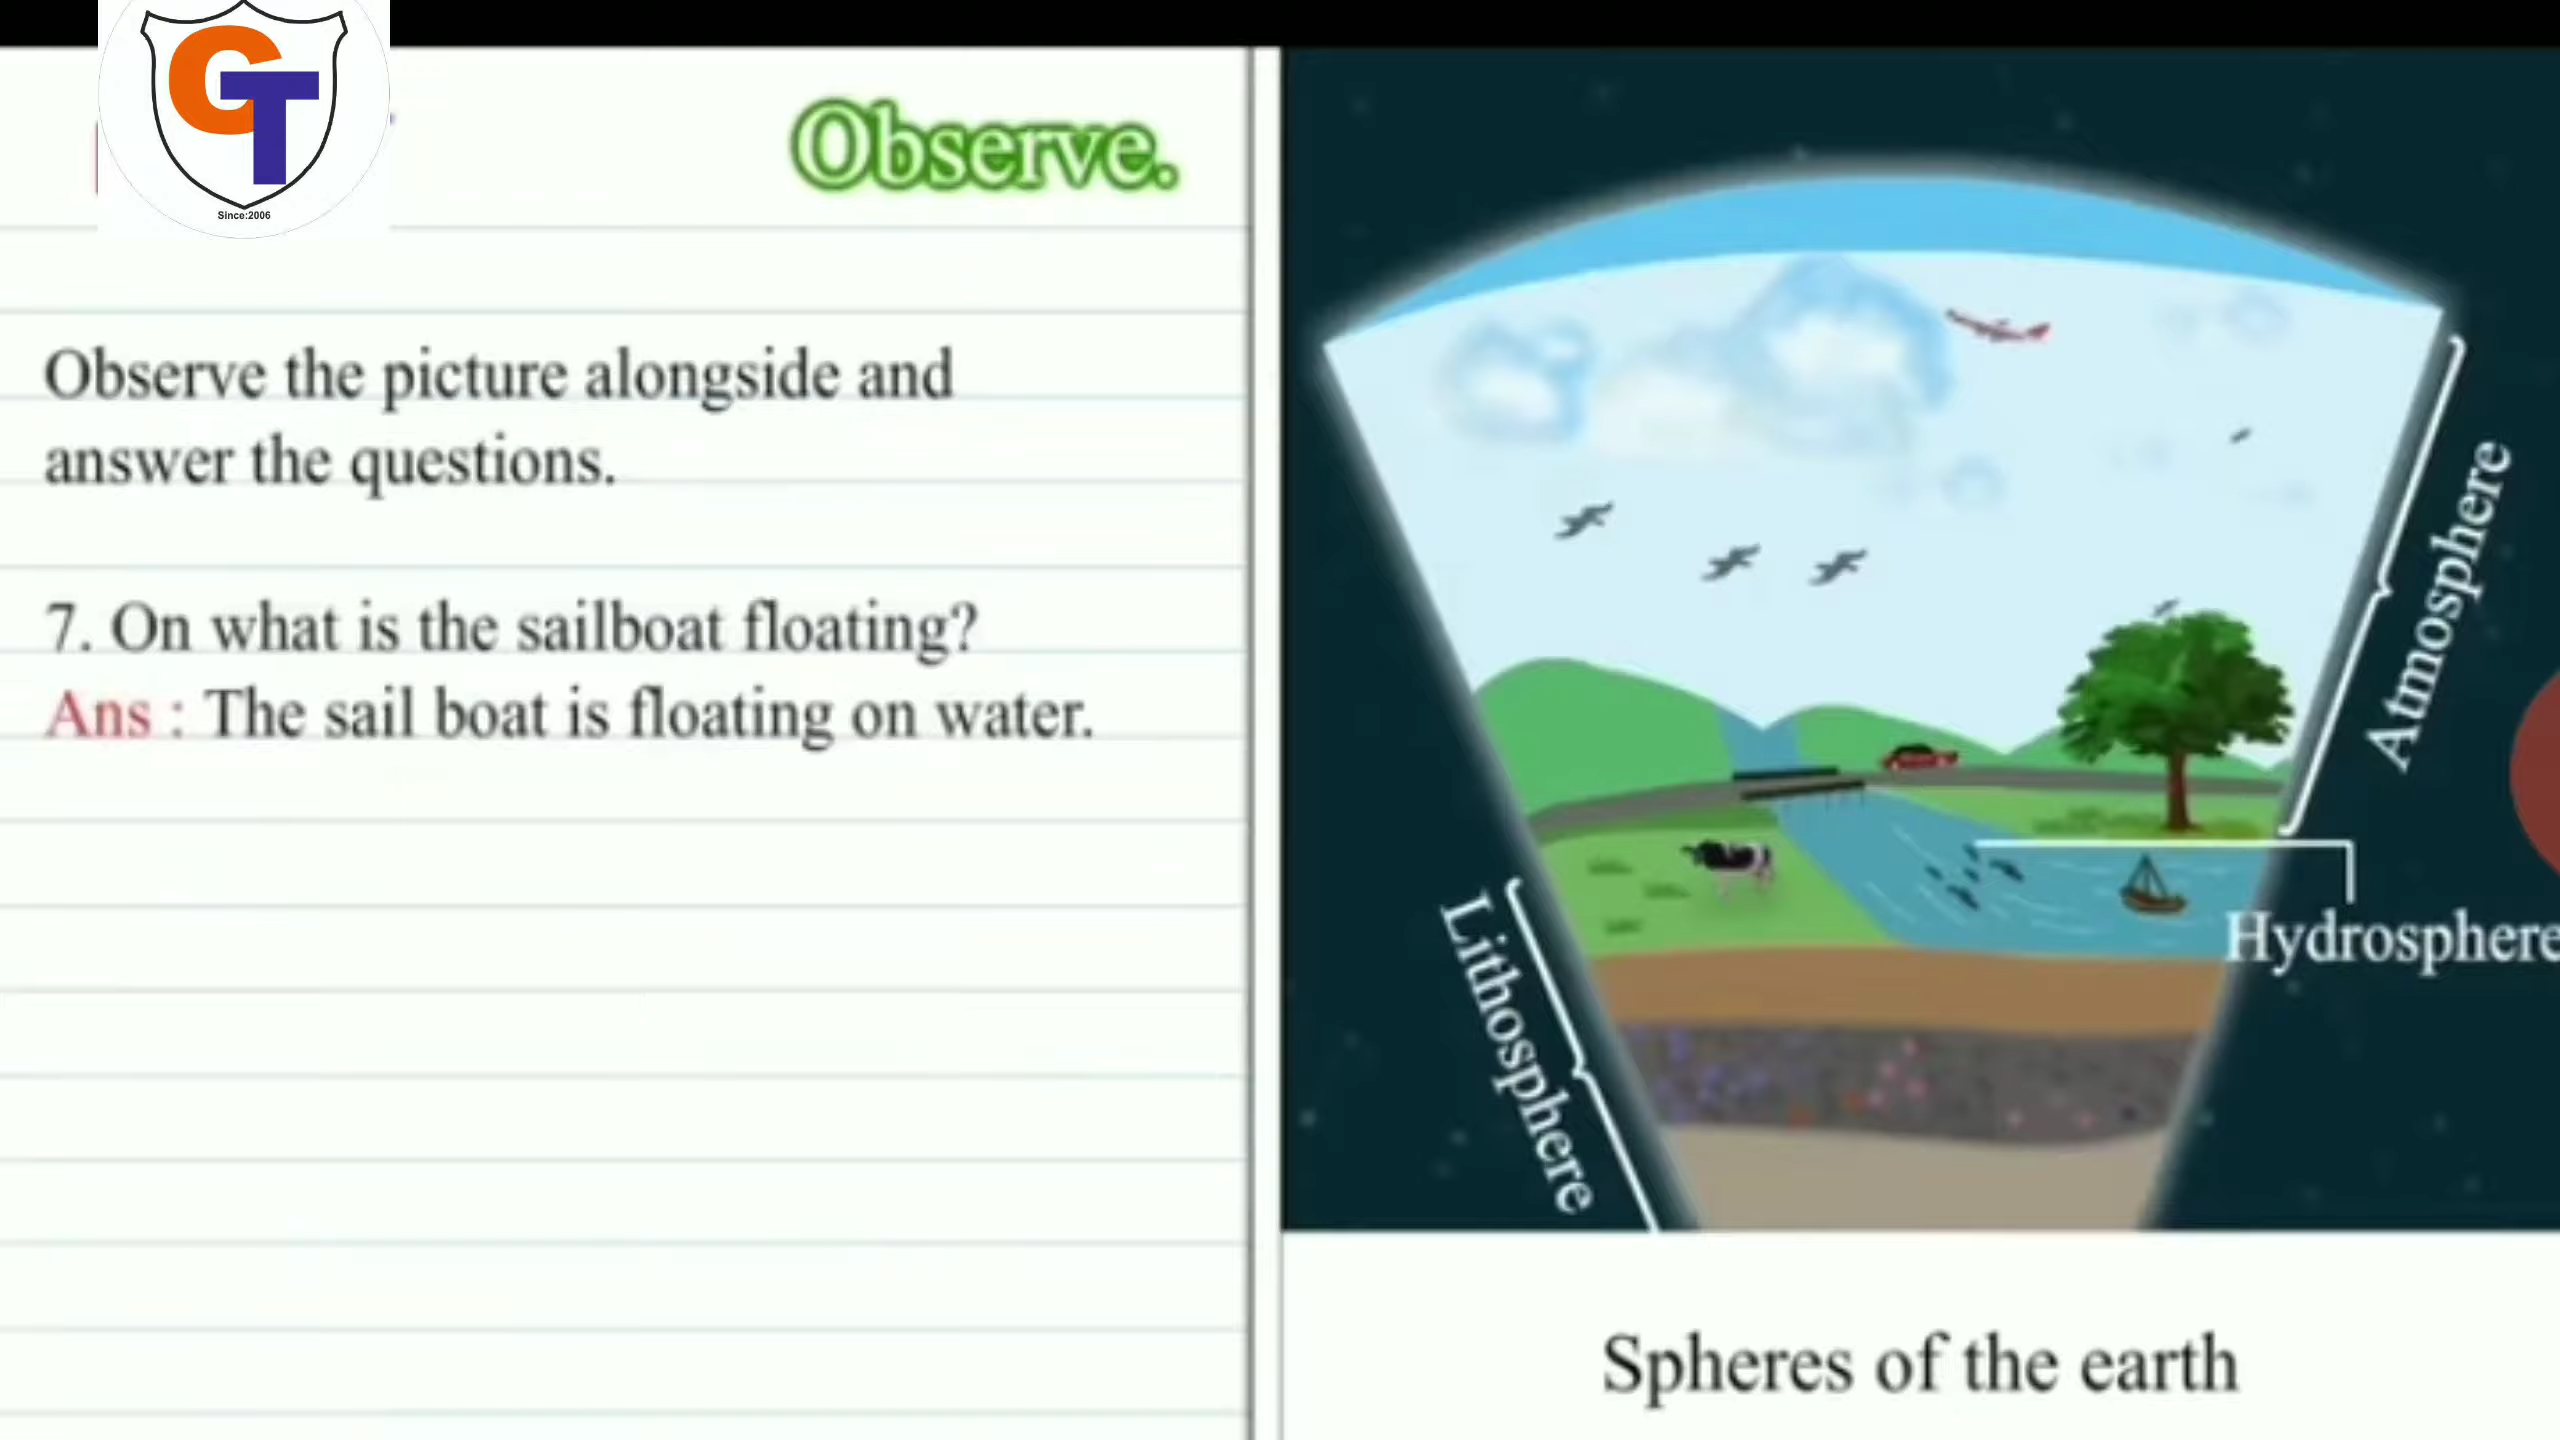 GT
Since:2006
Observe.
Observe the picture alongside and
answer the questions.
7. On what is the sailboat floating?
Ans : The sail boat is floating on water.
Atmosphere
Hydrosphere
Lithosphere
Spheres of the earth